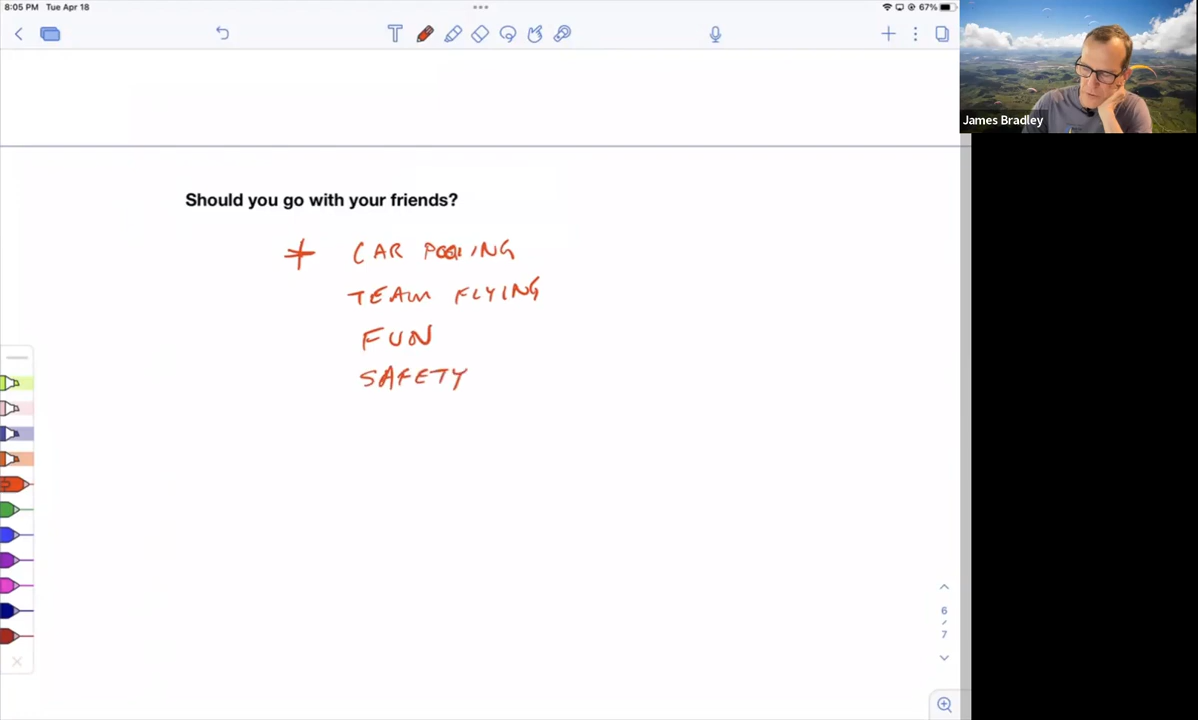 8:05 PM Tue Apr 18
67%
James Bradley
Should you go with your friends?
+ CAR POOLING
TEAM FLYING
FUN
SAFETY
6
/
7